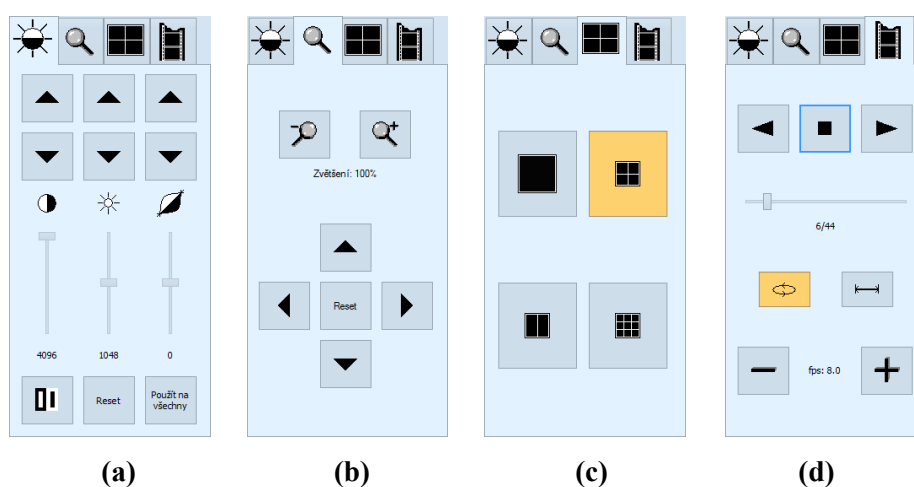 4096 1048 0
Reset Použít na
všechny
Zvětšení: 100%
Reset
6/44
fps: 8.0
(a) (b) (c) (d)